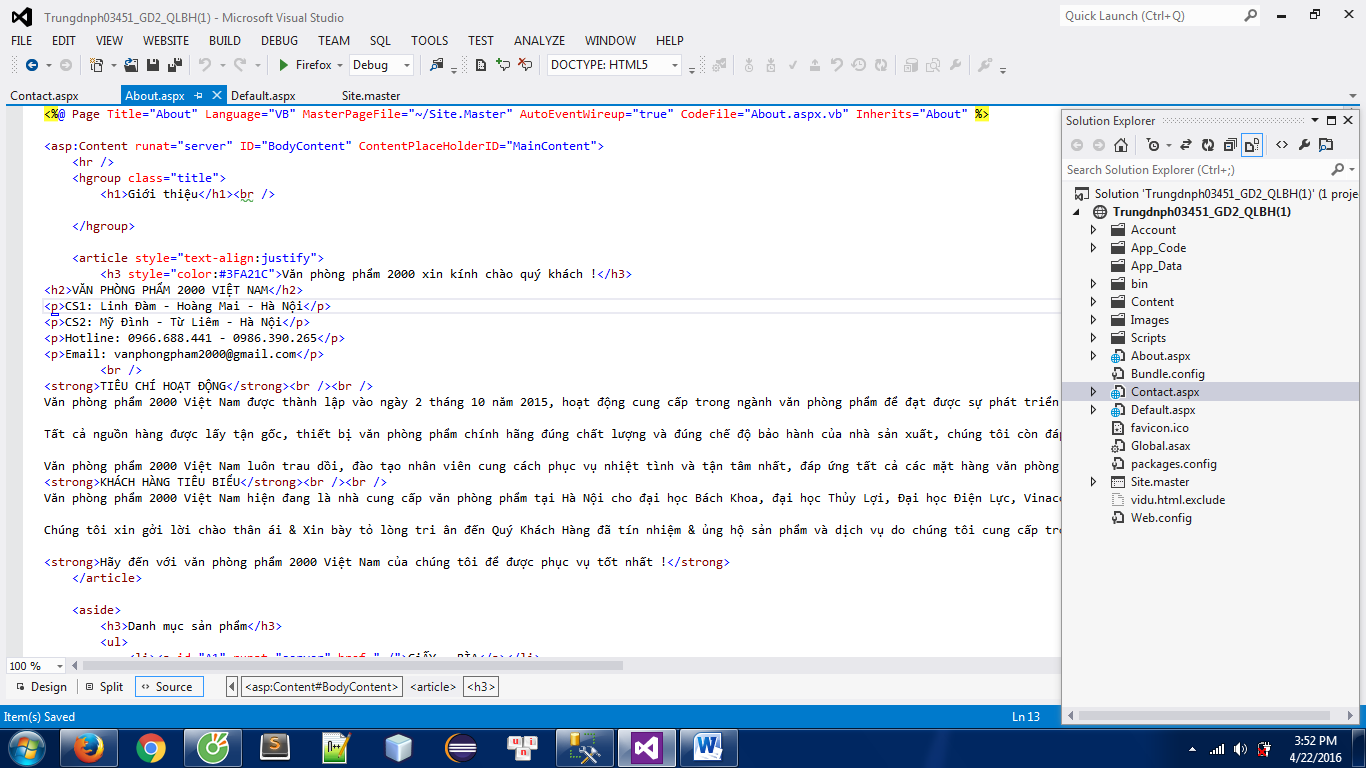 Trungdnph03451_GD2_QLBH(1) - Microsoft Visual Studio
Quick Launch (Ctrl+Q)
FILE EDIT VIEW WEBSITE BUILD DEBUG TEAM SQL TOOLS TEST ANALYZE WINDOW HELP
Firefox Debug DOCTYPE: HTML5
Contact.aspx About.aspx Default.aspx Site.master
<%@ Page Title="About" Language="VB" MasterPageFile="~/Site.Master" AutoEventWireup="true" CodeFile="About.aspx.vb" Inherits="About" %>
<asp:Content runat="server" ID="BodyContent" ContentPlaceHolderID="MainContent">
<hr />
<hgroup class="title">
<h1>Giới thiệu</h1><br />
</hgroup>
<article style="text-align:justify">
<h3 style="color:#3FA21C">Văn phòng phẩm 2000 xin kính chào quý khách !</h3>
<h2>VĂN PHÒNG PHẨM 2000 VIỆT NAM</h2>
<p>CS1: Linh Đàm - Hoàng Mai - Hà Nội</p>
<p>CS2: Mỹ Đình - Từ Liêm - Hà Nội</p>
<p>Hotline: 0966.688.441 - 0986.390.265</p>
<p>Email: vanphongpham2000@gmail.com</p>
<br />
<strong>TIÊU CHÍ HOẠT ĐỘNG</strong><br /><br />
Văn phòng phẩm 2000 Việt Nam được thành lập vào ngày 2 tháng 10 năm 2015, hoạt động cung cấp trong ngành văn phòng phẩm để đạt được sự phát triển
Tất cả nguồn hàng được lấy tận gốc, thiết bị văn phòng phẩm chính hãng đúng chất lượng và đúng chế độ bảo hành của nhà sản xuất, chúng tôi còn đáp
Văn phòng phẩm 2000 Việt Nam luôn trau dồi, đào tạo nhân viên cung cách phục vụ nhiệt tình và tận tâm nhất, đáp ứng tất cả các mặt hàng văn phòng
<strong>KHÁCH HÀNG TIÊU BIỂU</strong><br /><br />
Văn phòng phẩm 2000 Việt Nam hiện đang là nhà cung cấp văn phòng phẩm tại Hà Nội cho đại học Bách Khoa, đại học Thủy Lợi, Đại học Điện Lực, Vinaco
Chúng tôi xin gởi lời chào thân ái & Xin bày tỏ lòng tri ân đến Quý Khách Hàng đã tín nhiệm & ủng hộ sản phẩm và dịch vụ do chúng tôi cung cấp tro
<strong>Hãy đến với văn phòng phẩm 2000 Việt Nam của chúng tôi để được phục vụ tốt nhất !</strong>
</article>
<aside>
<h3>Danh mục sản phẩm</h3>
<ul>
100 %
Design Split Source <asp:Content#BodyContent> <article> <h3>
Item(s) Saved Ln 13
Solution Explorer
Search Solution Explorer (Ctrl+;)
Solution 'Trungdnph03451_GD2_QLBH(1)' (1 proje
Trungdnph03451_GD2_QLBH(1)
Account
App_Code
App_Data
bin
Content
Images
Scripts
About.aspx
Bundle.config
Contact.aspx
Default.aspx
favicon.ico
Global.asax
packages.config
Site.master
vidu.html.exclude
Web.config
3:52 PM
4/22/2016